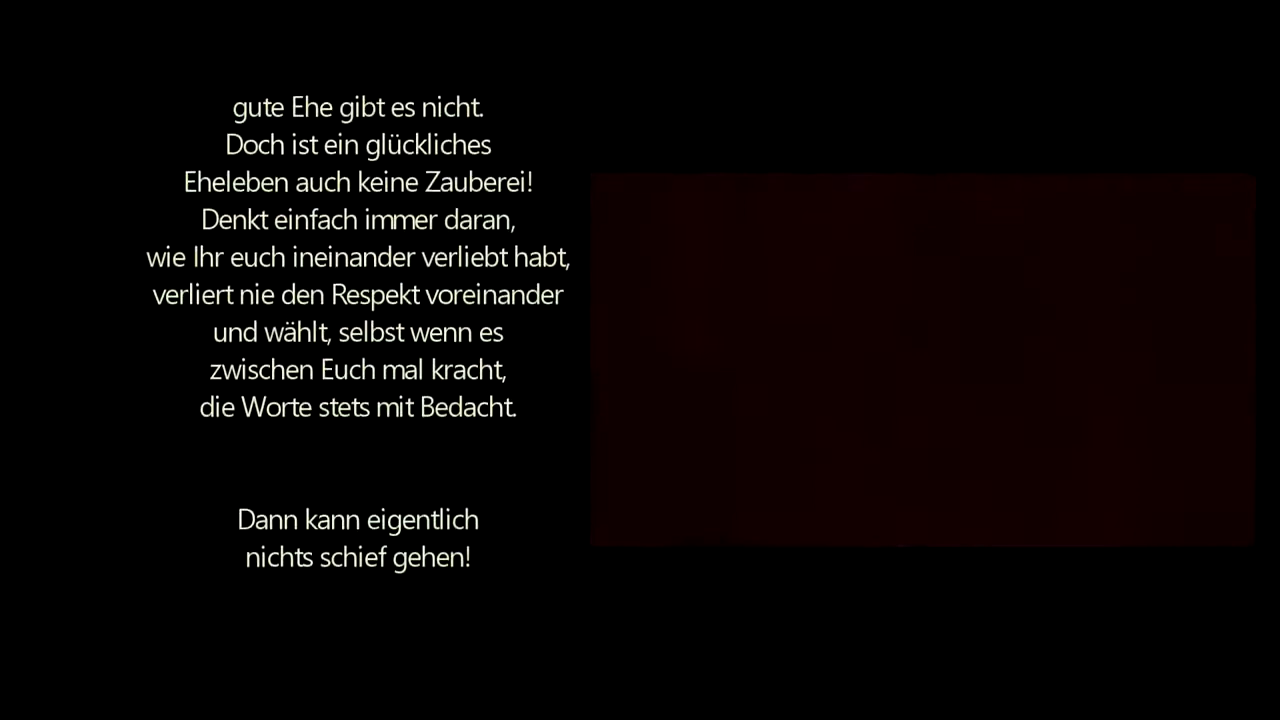 gute Ehe gibt es nicht.
Doch ist ein glückliches
Eheleben auch keine Zauberei!
Denkt einfach immer daran,
wie Ihr euch ineinander verliebt habt,
verliert nie den Respekt voreinander
und wählt, selbst wenn es
zwischen Euch mal kracht,
die Worte stets mit Bedacht.
Dann kann eigentlich
nichts schief gehen!